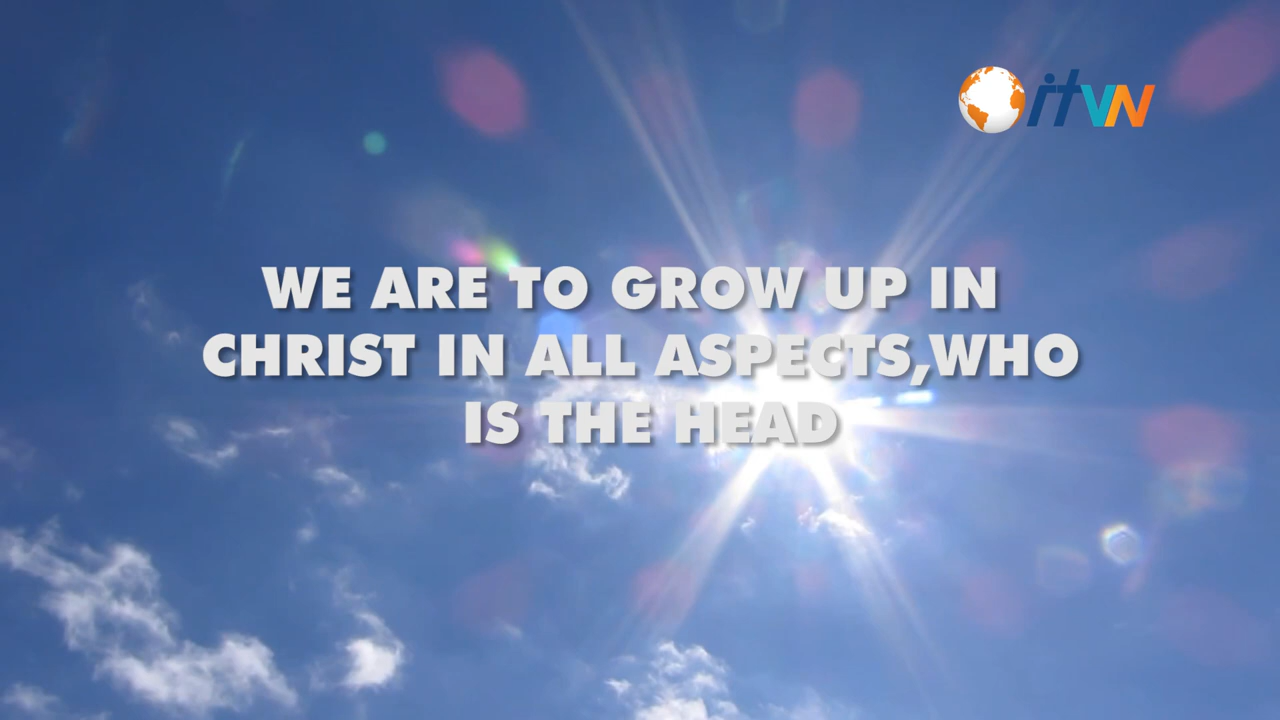 itVN
WE ARE TO GROW UP IN
CHRIST IN ALL ASPECTS,WHO
IS THE HEAD